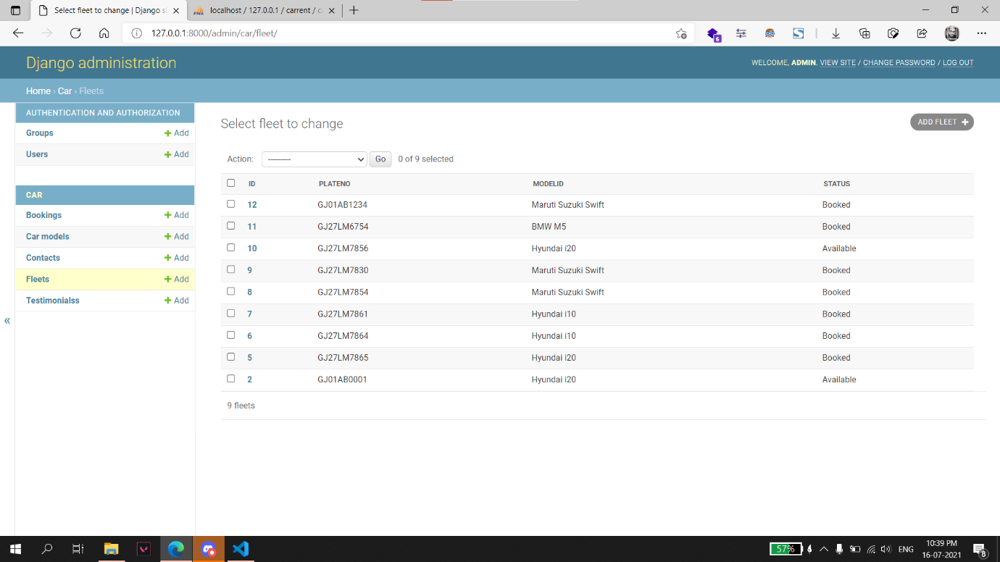 Select fleet to change | Django si
localhost / 127.0.0.1 / carrent / c
127.0.0.1:8000/admin/car/fleet/
6
Django administration
WELCOME, ADMIN. VIEW SITE / CHANGE PASSWORD / LOG OUT
Home › Car › Fleets
AUTHENTICATION AND AUTHORIZATION
Groups + Add
Users + Add
CAR
Bookings + Add
Car models + Add
Contacts + Add
Fleets + Add
Testimonialss + Add
«
Select fleet to change
ADD FLEET +
Action: --------- Go 0 of 9 selected
ID PLATENO MODELID STATUS
12 GJ01AB1234 Maruti Suzuki Swift Booked
11 GJ27LM6754 BMW M5 Booked
10 GJ27LM7856 Hyundai i20 Available
9 GJ27LM7830 Maruti Suzuki Swift Booked
8 GJ27LM7854 Maruti Suzuki Swift Booked
7 GJ27LM7861 Hyundai i10 Booked
6 GJ27LM7864 Hyundai i10 Booked
5 GJ27LM7865 Hyundai i20 Booked
2 GJ01AB0001 Hyundai i20 Available
9 fleets
57%
ENG
10:39 PM
16-07-2021
8